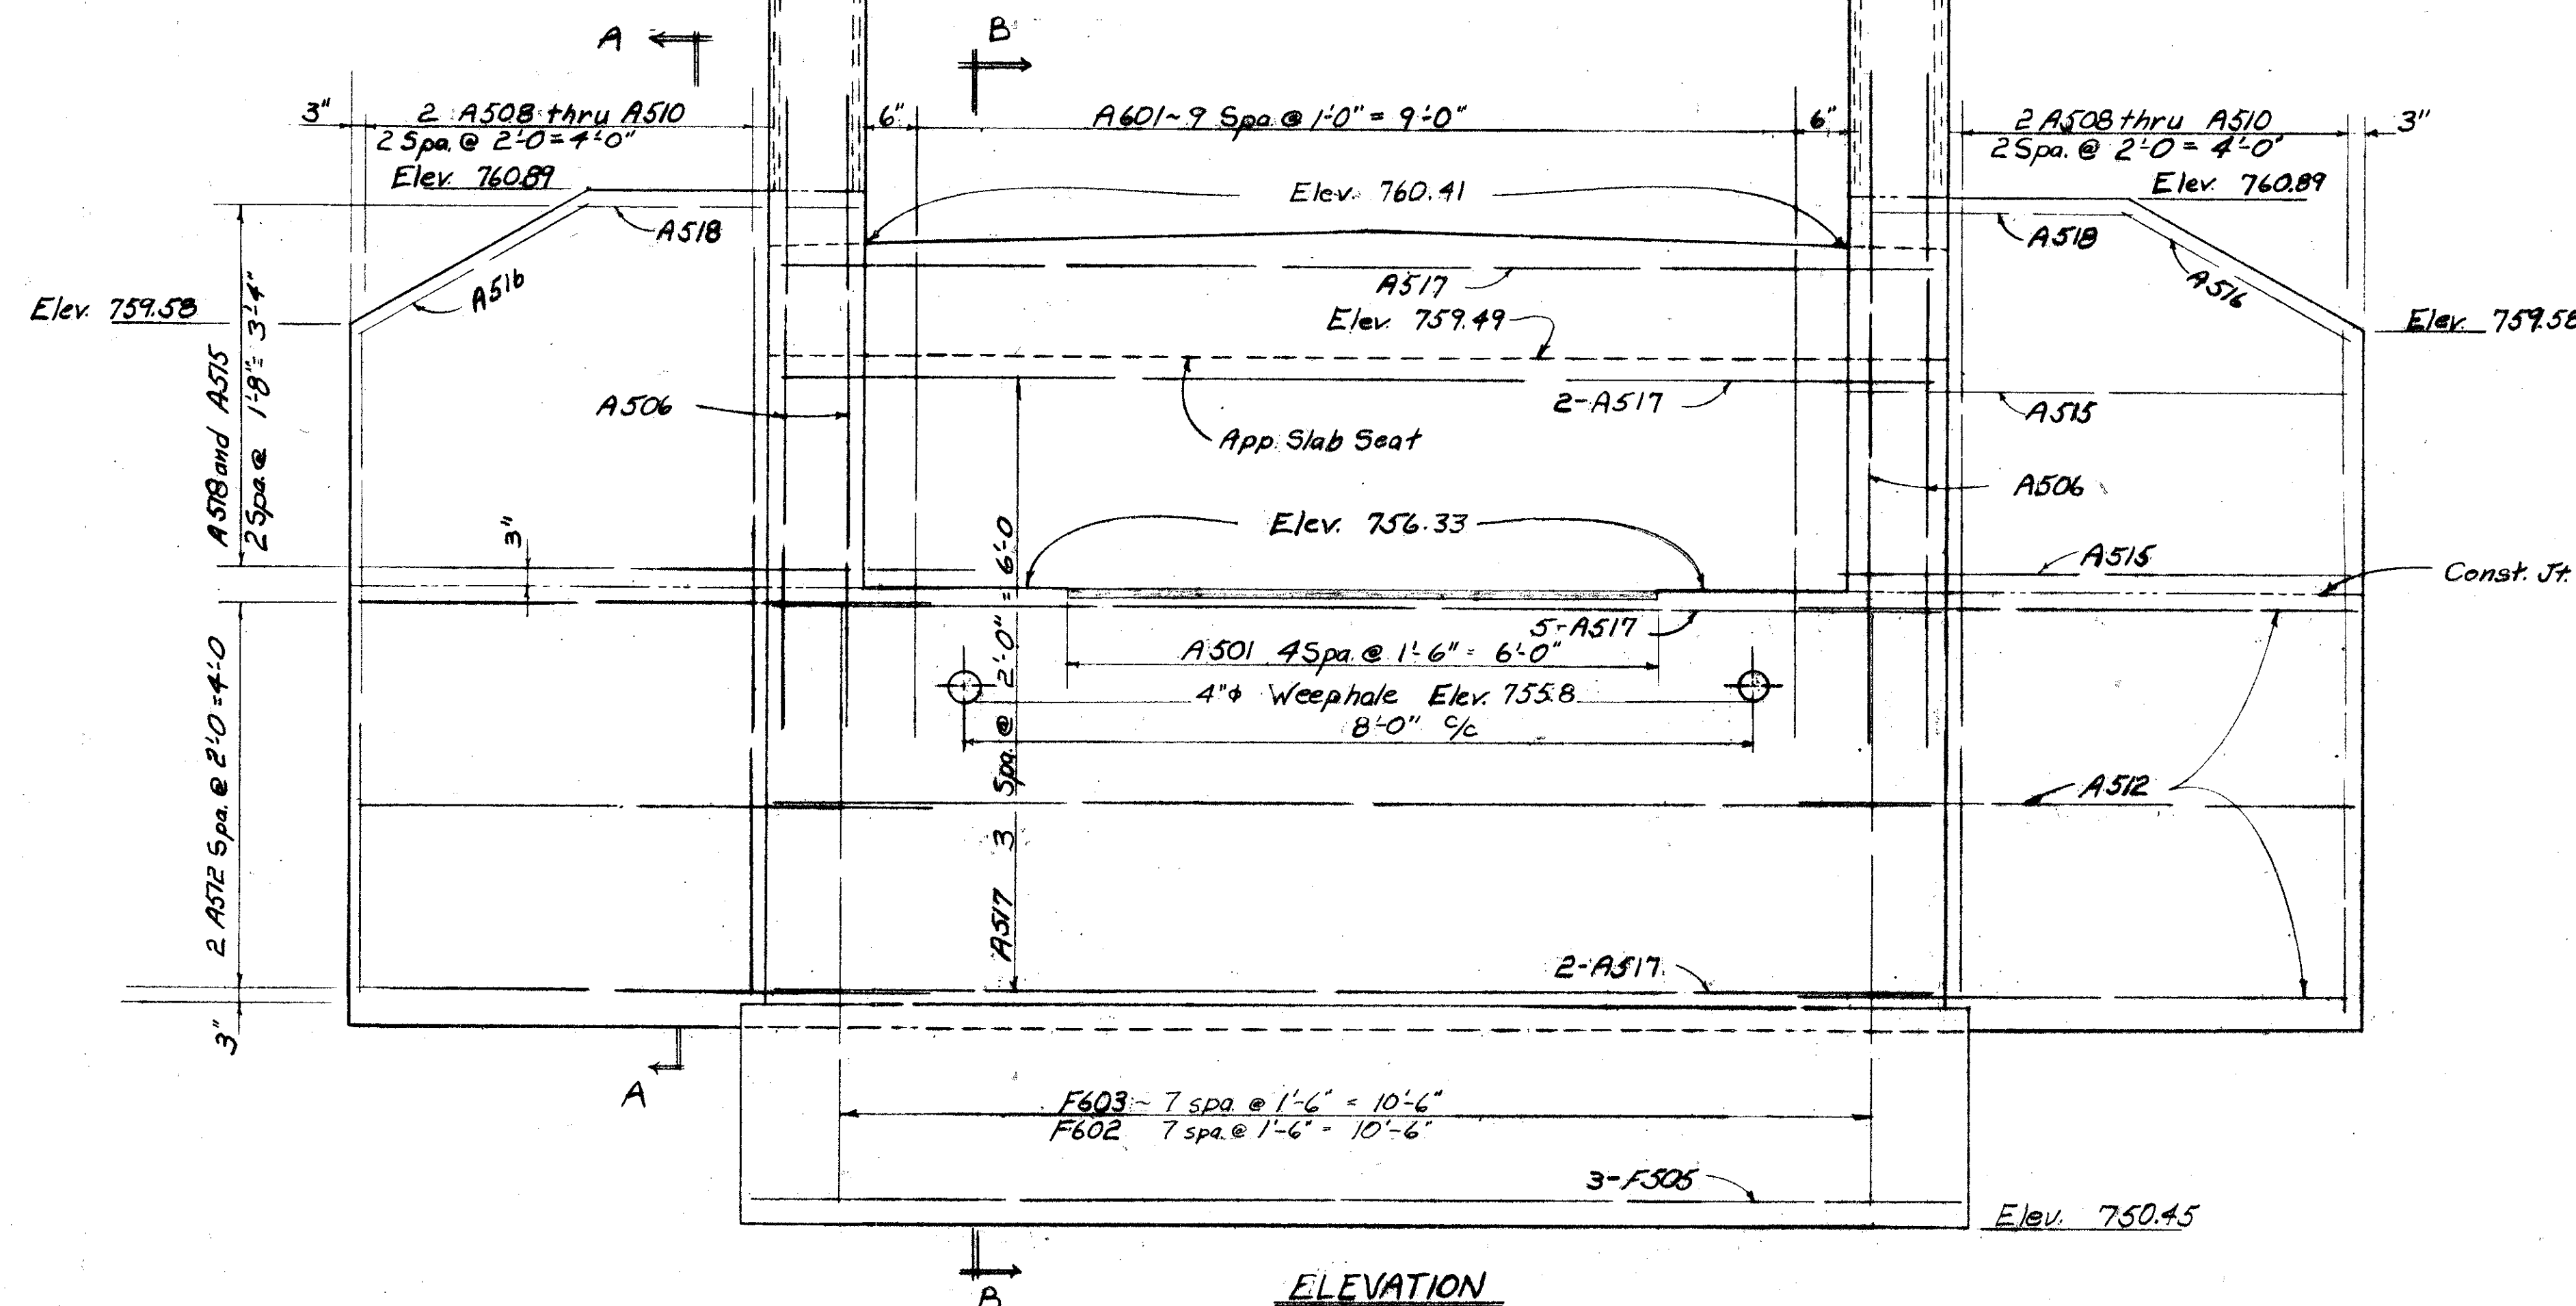 A
B
3"
2 A508 thru A510
2 Spa. @ 2'-0 = 4'-0"
Elev. 760.89
6"
A601~ 9 Spa @ 1'-0" = 9'-0"
6"
2 A508 thru A510
2 Spa. @ 2'-0 = 4'-0"
Elev. 760.89
3"
Elev. 760.41
A518
A518
A516
A516
Elev. 759.58
A517
Elev. 759.49
Elev. 759.58
A518 and A515
2 Spa. @ 1'-8" = 3'-4"
A506
2-A517
A515
App. Slab Seat
A506
3"
Elev. 756.33
A515
Const. Jt.
5-A517
A501 4 Spa. @ 1'-6" = 6'-0"
4"φ Weephole Elev. 755.8
8'-0" c/c
2 A512 Spa. @ 2'-0 = 4'-0
A517 3 Spa. @ 2'-0" = 6'-0
A512
2-A517
3"
A
F603~ 7 spa. @ 1'-6" = 10'-6"
F602 7 spa. @ 1'-6" = 10'-6"
3-F505
Elev. 750.45
B
ELEVATION